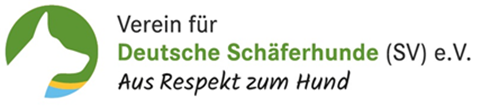 Verein für
Deutsche Schäferhunde (SV) e.V.
Aus Respekt zum Hund